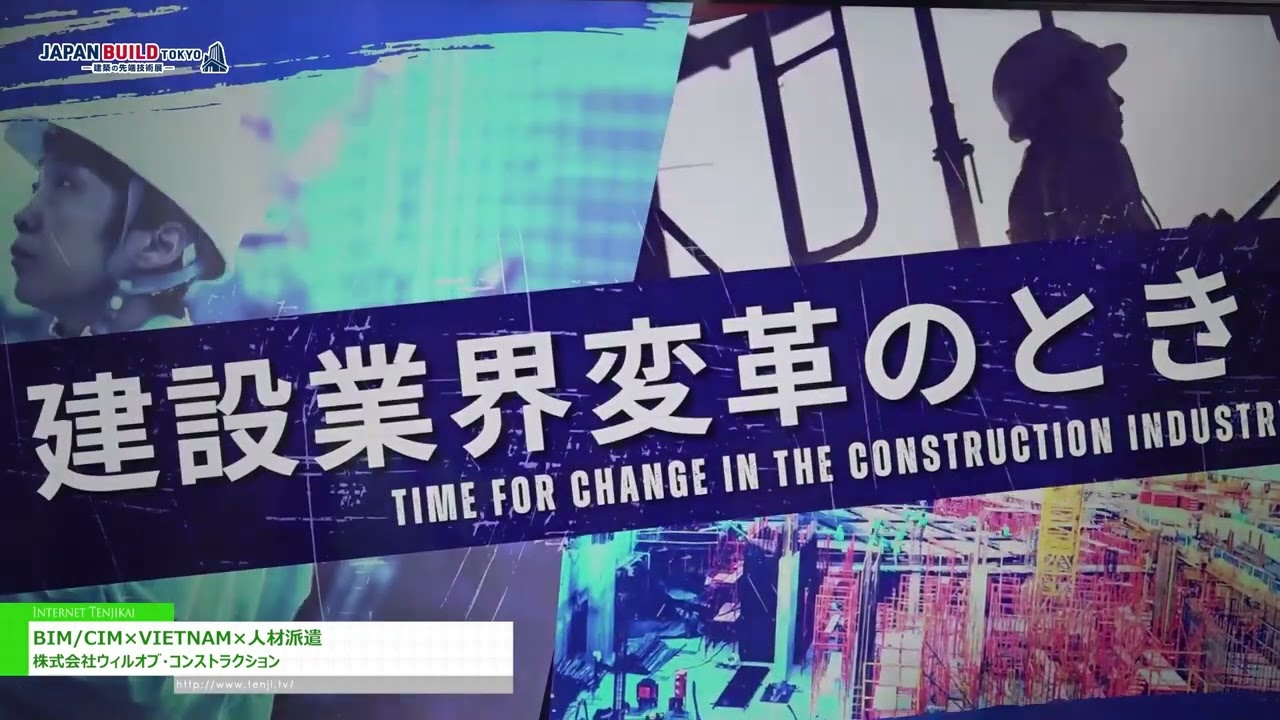 JAPAN BUILD TOKYO
―建築の先端技術展―
建設業界変革のとき
TIME FOR CHANGE IN THE CONSTRUCTION INDUSTR
INTERNET TENJIKAI
BIM/CIM×VIETNAM×人材派遣
株式会社ウィルオブ・コンストラクション
http://www.tenji.tv/